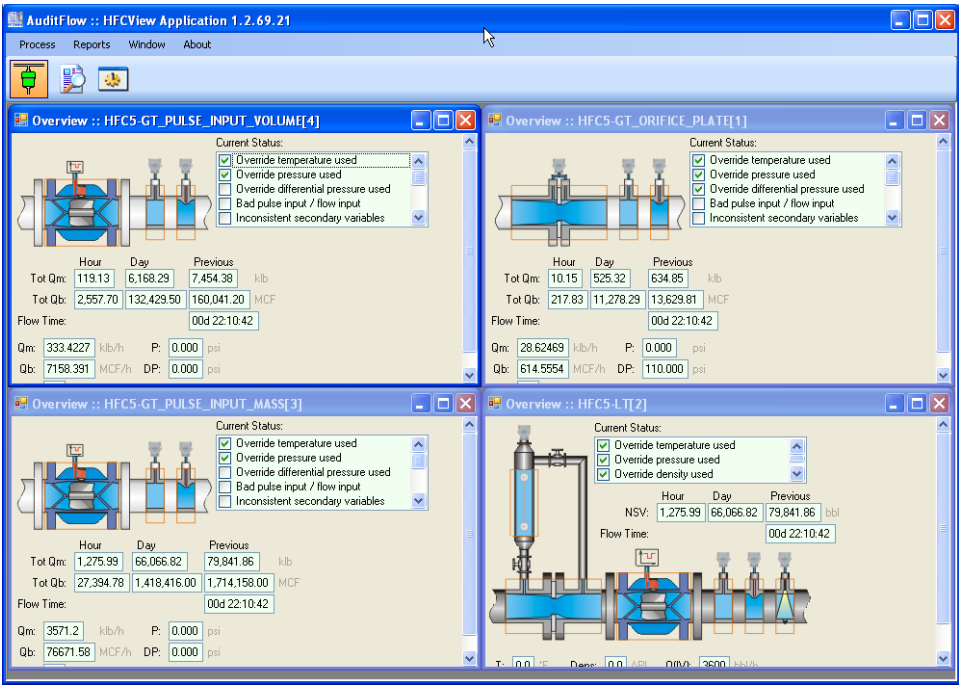 AuditFlow :: HFCView Application 1.2.69.21
Process Reports Window About
Overview :: HFC5-GT_PULSE_INPUT_VOLUME[4]
Current Status:
Override temperature used
Override pressure used
Override differential pressure used
Bad pulse input / flow input
Inconsistent secondary variables
Hour Day Previous
Tot Qm: 119.13 6,168.29 7,454.38 klb
Tot Qb: 2,557.70 132,429.50 160,041.20 MCF
Flow Time: 00d 22:10:42
Qm: 333.4227 klb/h P: 0.000 psi
Qb: 7158.391 MCF/h DP: 0.000 psi
Overview :: HFC5-GT_ORIFICE_PLATE[1]
Current Status:
Override temperature used
Override pressure used
Override differential pressure used
Bad pulse input / flow input
Inconsistent secondary variables
Hour Day Previous
Tot Qm: 10.15 525.32 634.85 klb
Tot Qb: 217.83 11,278.29 13,629.81 MCF
Flow Time: 00d 22:10:42
Qm: 28.62469 klb/h P: 0.000 psi
Qb: 614.5554 MCF/h DP: 110.000 psi
Overview :: HFC5-GT_PULSE_INPUT_MASS[3]
Current Status:
Override temperature used
Override pressure used
Override differential pressure used
Bad pulse input / flow input
Inconsistent secondary variables
Hour Day Previous
Tot Qm: 1,275.99 66,066.82 79,841.86 klb
Tot Qb: 27,394.78 1,418,416.00 1,714,158.00 MCF
Flow Time: 00d 22:10:42
Qm: 3571.2 klb/h P: 0.000 psi
Qb: 76671.58 MCF/h DP: 0.000 psi
Overview :: HFC5-LT[2]
Current Status:
Override temperature used
Override pressure used
Override density used
Hour Day Previous
NSV: 1,275.99 66,066.82 79,841.86 bbl
Flow Time: 00d 22:10:42
T: 0.0 °F Dens: 0.0 API Q(IV): 3600 bbl/h